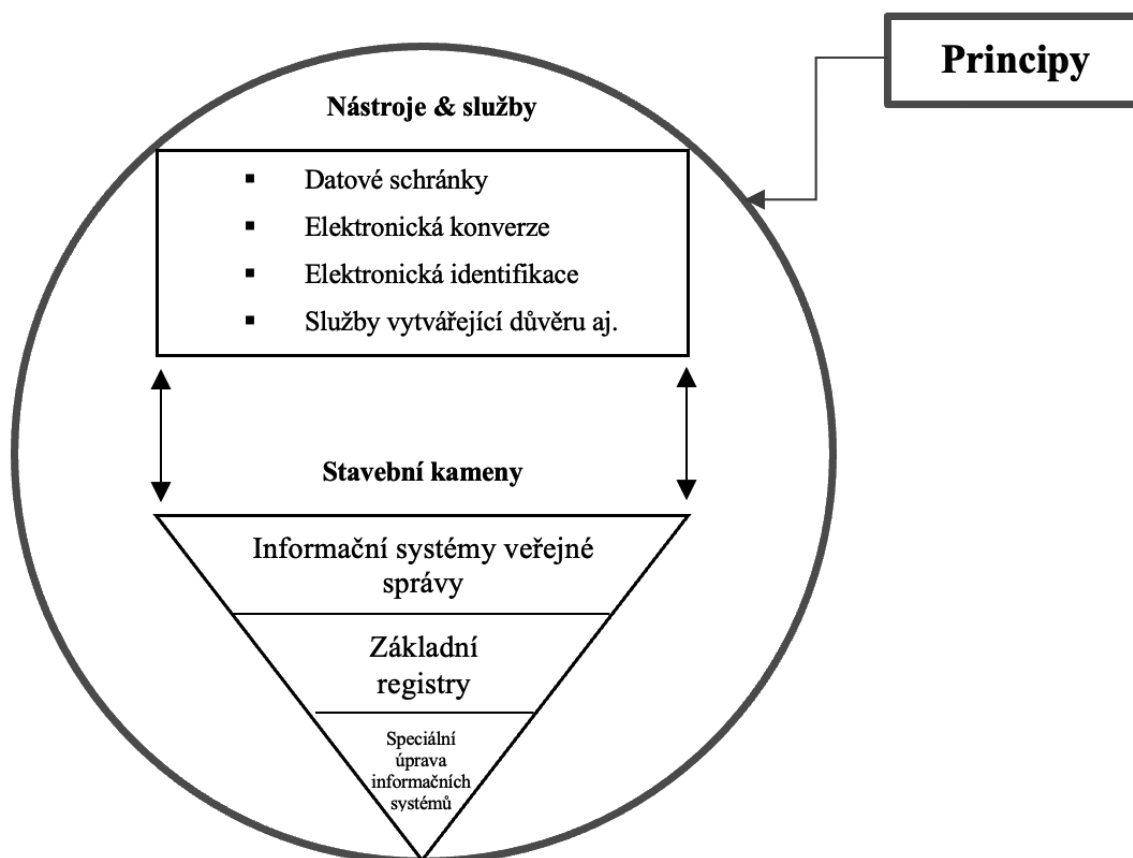 Principy
Nástroje & služby
▪ Datové schránky
▪ Elektronická konverze
▪ Elektronická identifikace
▪ Služby vytvářející důvěru aj.
Stavební kameny
Informační systémy veřejné
správy
Základní
registry
Speciální
úprava
informačních
systémů